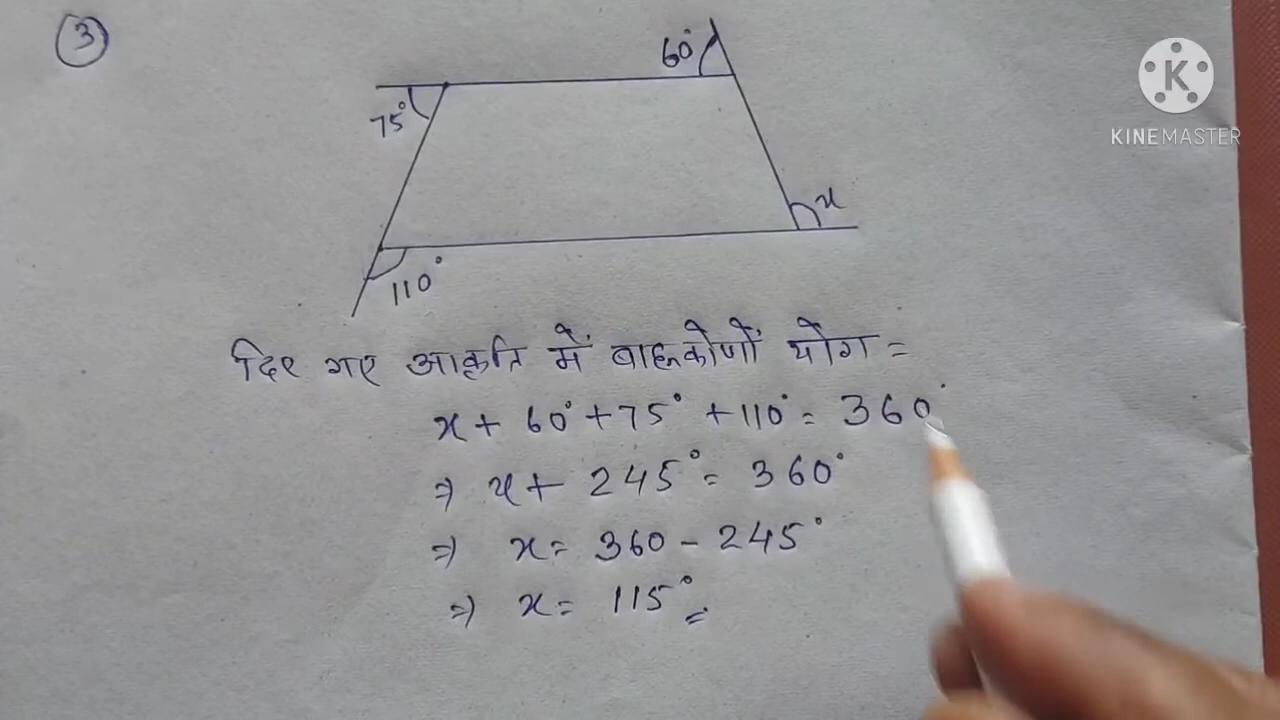 3
60°
75°
x
110°
दिए गए आकृति में बाह्यकोणों योग =
x + 60° + 75° + 110° = 360°
⇒ x + 245° = 360°
⇒ x = 360 - 245°
⇒ x = 115°
K
KINEMASTER